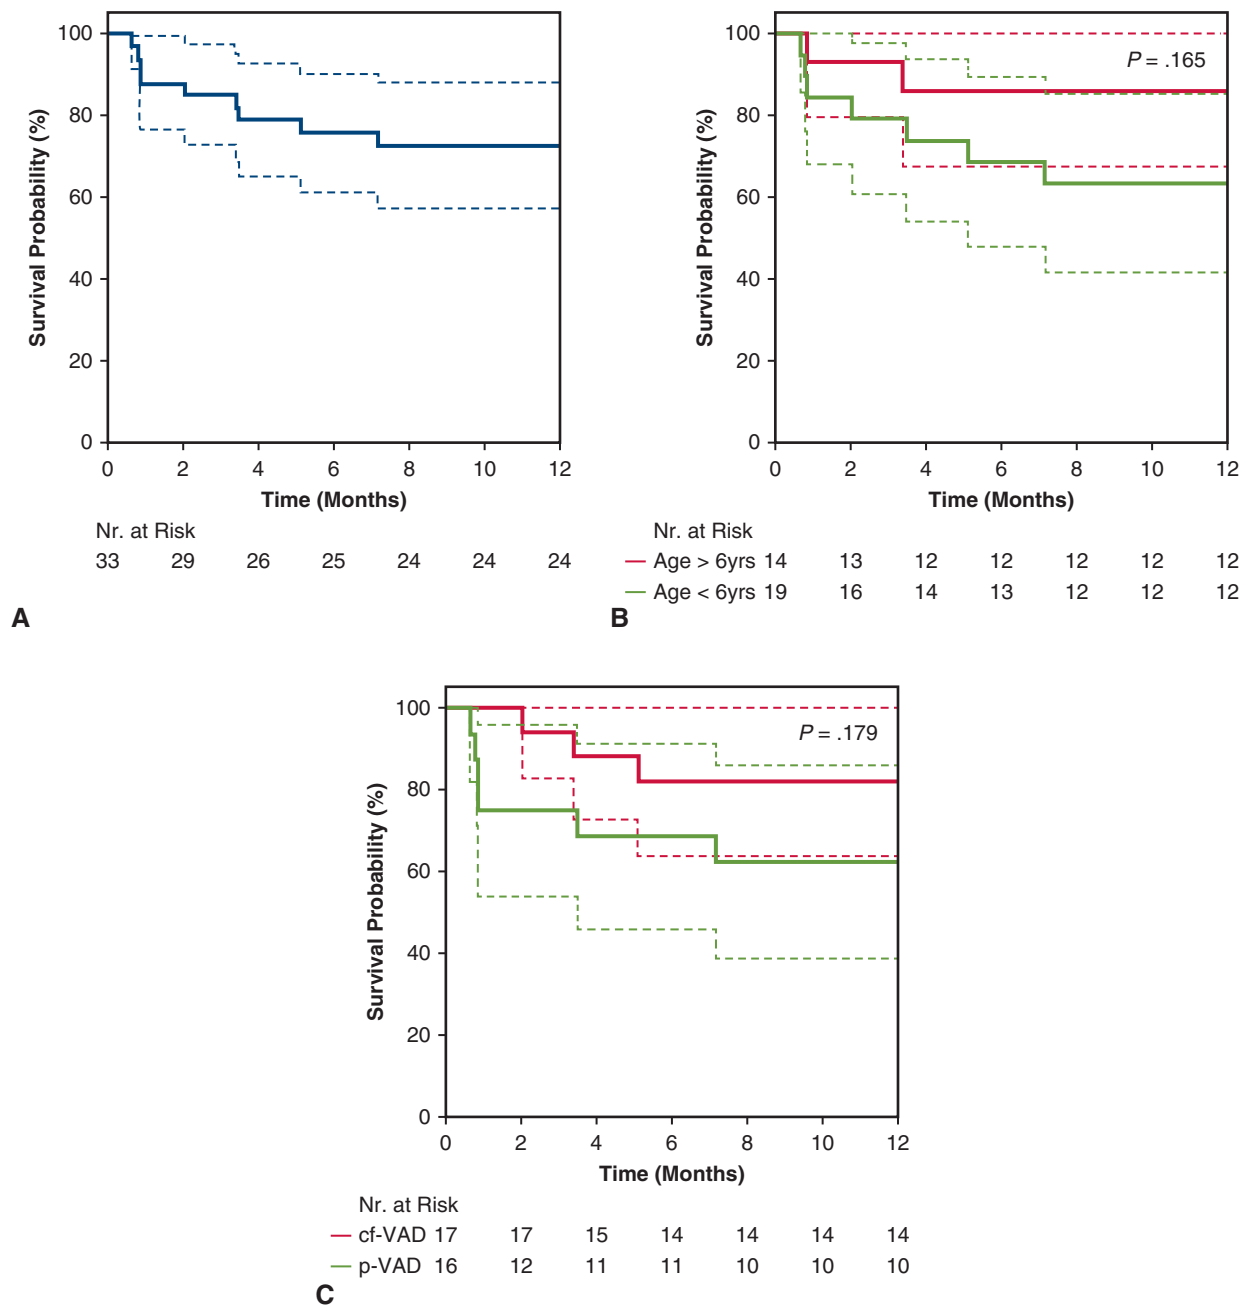 100
80
60
40
20
0
Survival Probability (%)
0 2 4 6 8 10 12
Time (Months)
Nr. at Risk
33 29 26 25 24 24 24
A
100
80
60
40
20
0
Survival Probability (%)
P = .165
0 2 4 6 8 10 12
Time (Months)
Nr. at Risk
Age > 6yrs 14 13 12 12 12 12 12
Age < 6yrs 19 16 14 13 12 12 12
B
100
80
60
40
20
0
Survival Probability (%)
P = .179
0 2 4 6 8 10 12
Time (Months)
Nr. at Risk
cf-VAD 17 17 15 14 14 14 14
p-VAD 16 12 11 11 10 10 10
C